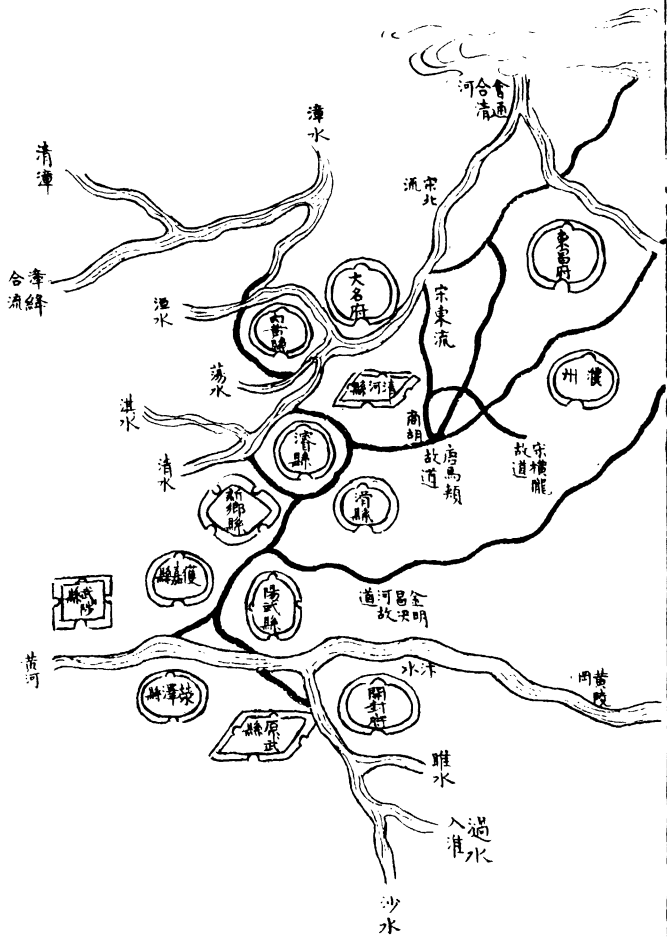 會通
合清
河
漳水
清漳
漳絳
合流
宋北
流
洹水
大名府
內黃縣
東昌府
宋東流
濮州
蕩水
清河縣
淇水
清水
濬縣
商胡
唐馬頰
故道
宋橫隴
故道
新鄉縣
滑縣
獲嘉縣
武陟縣
陽武縣
金明
昌決
河故
道
黃河
汴水
黃陵
岡
滎澤縣
原武縣
開封府
睢水
過水
入淮
沙水